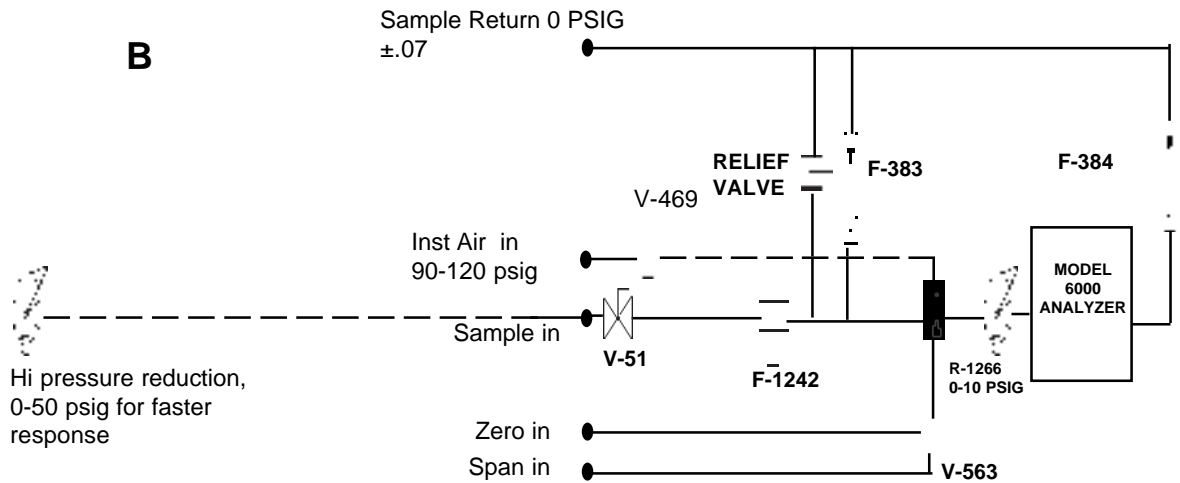 Sample Return 0 PSIG
±.07
B
RELIEF
VALVE
F-383
F-384
V-469
Inst Air in
90-120 psig
MODEL
6000
ANALYZER
Sample in
V-51
F-1242
R-1266
0-10 PSIG
Hi pressure reduction,
0-50 psig for faster
response
Zero in
Span in
V-563